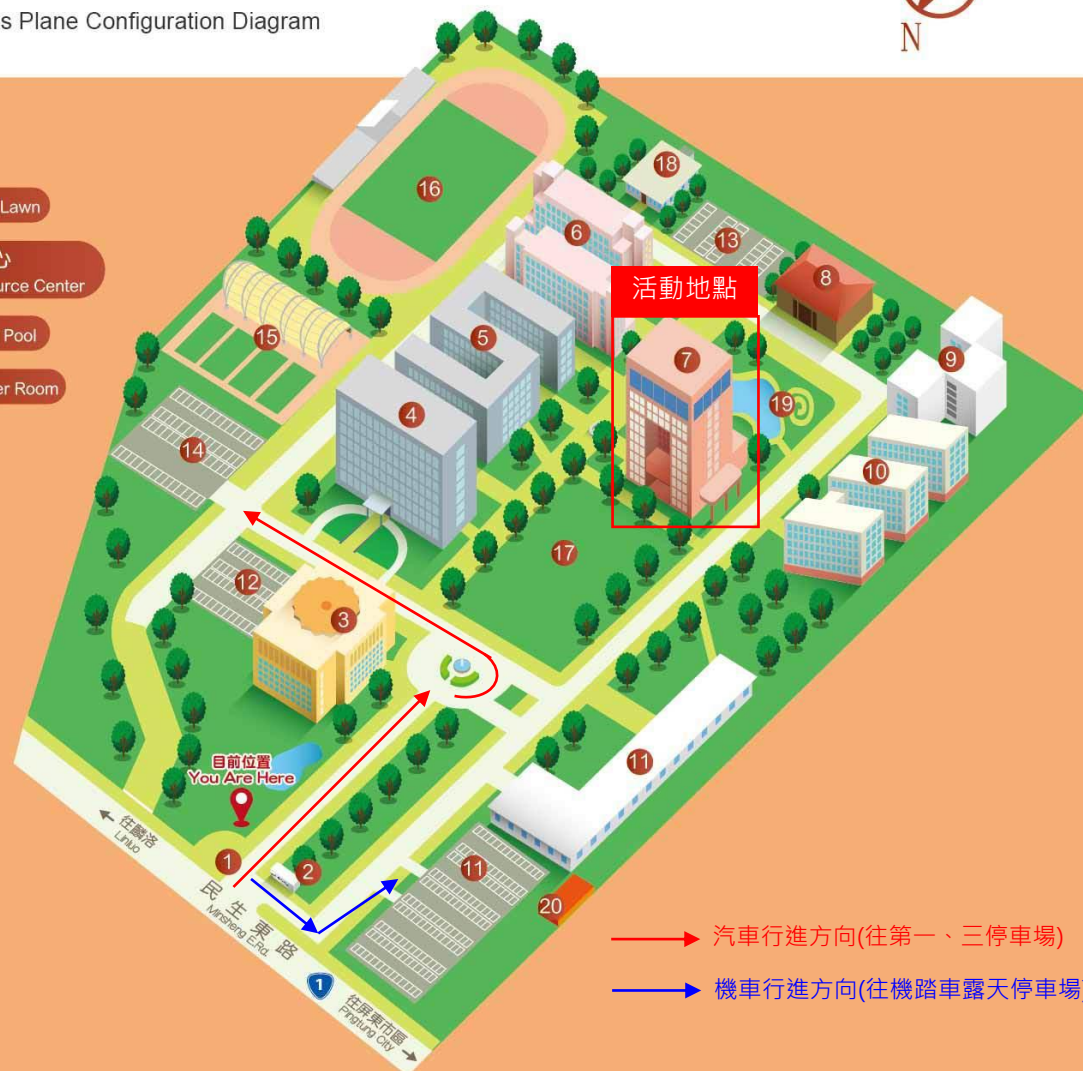 s Plane Configuration Diagram
N
Lawn
心
urce Center
Pool
er Room
16
18
6
13
8
活動地點
15
5
7
9
4
19
14
10
17
12
3
目前位置
You Are Here
11
往麟洛
Linluo
1
2
11
民生東路
Minsheng E.Rd.
20
1
往屏東市區
Pingtung City
汽車行進方向(往第一、三停車場)
機車行進方向(往機踏車露天停車場)